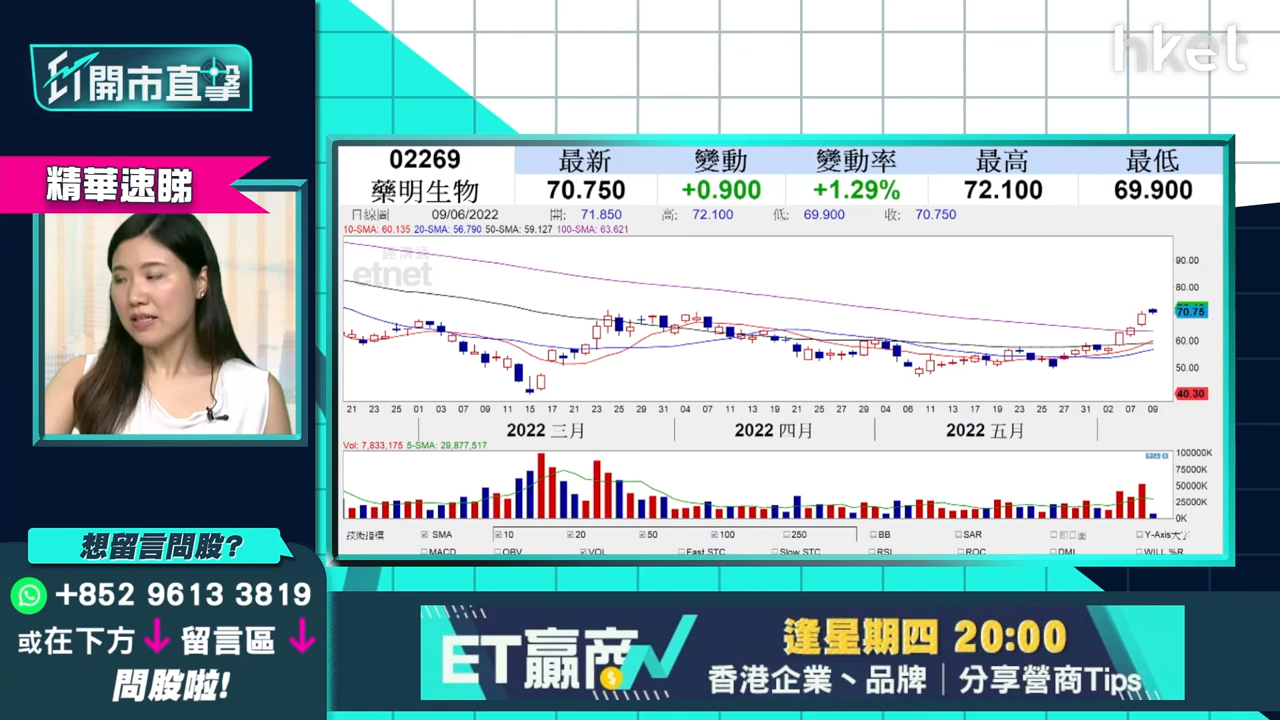 hket
ET開市直擊
精華速睇
02269 最新 變動 變動率 最高 最低
藥明生物 70.750 +0.900 +1.29% 72.100 69.900
日線圖 09/06/2022 開: 71.850 高: 72.100 低: 69.900 收: 70.750
10-SMA: 60.135 20-SMA: 56.790 50-SMA: 59.127 100-SMA: 63.621
經濟通
etnet
90.00
80.00
70.75
60.00
50.00
40.30
21 23 25 01 03 07 09 11 15 17 21 23 25 29 31 04 07 11 13 19 21 25 27 29 04 06 11 13 17 19 23 25 27 31 02 07 09
2022 三月 2022 四月 2022 五月
Vol: 7,833,175 5-SMA: 29,877,517
100000K
75000K
50000K
25000K
0K
技術指標 SMA 10 20 50 100 250 BB SAR Y-Axis大小
MACD OBV VOL Fast STC Slow STC RSI ROC DMI WILL %R
想留言問股?
+852 9613 3819
或在下方 留言區
問股啦!
ET贏商
逢星期四 20:00
香港企業、品牌|分享營商Tips